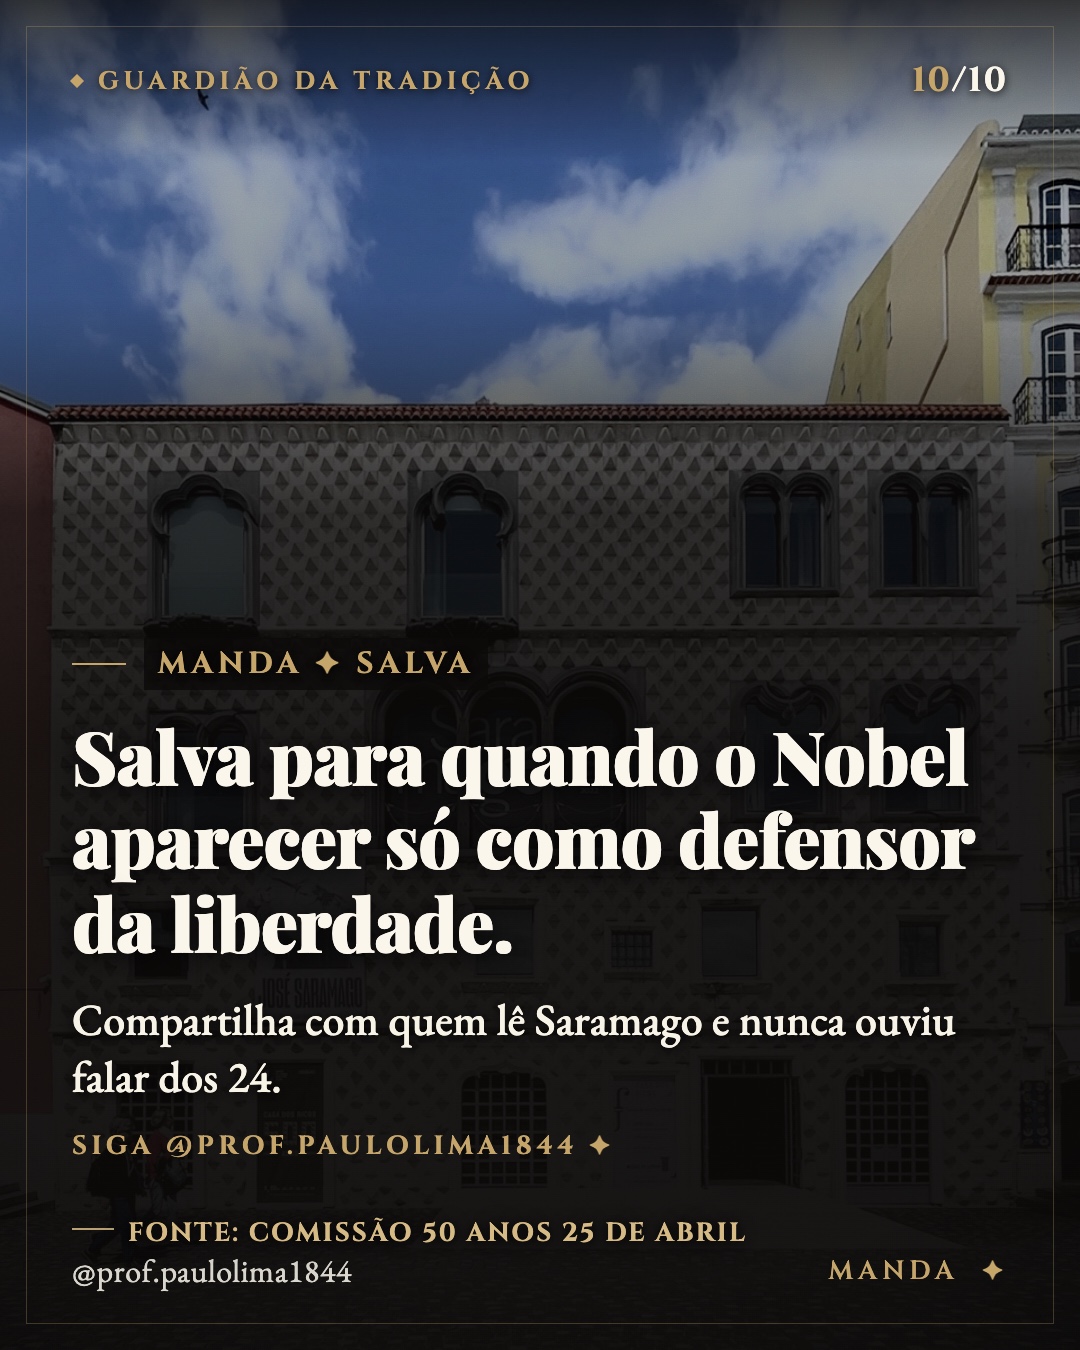 ◆ GUARDIÃO DA TRADIÇÃO
10/10
MANDA ✦ SALVA
Salva para quando o Nobel
aparecer só como defensor
da liberdade.
JOSÉ SARAMAGO
Compartilha com quem lê Saramago e nunca ouviu
falar dos 24.
SIGA @PROF.PAULOLIMA1844 ✦
FONTE: COMISSÃO 50 ANOS 25 DE ABRIL
@prof.paulolima1844
MANDA ✦